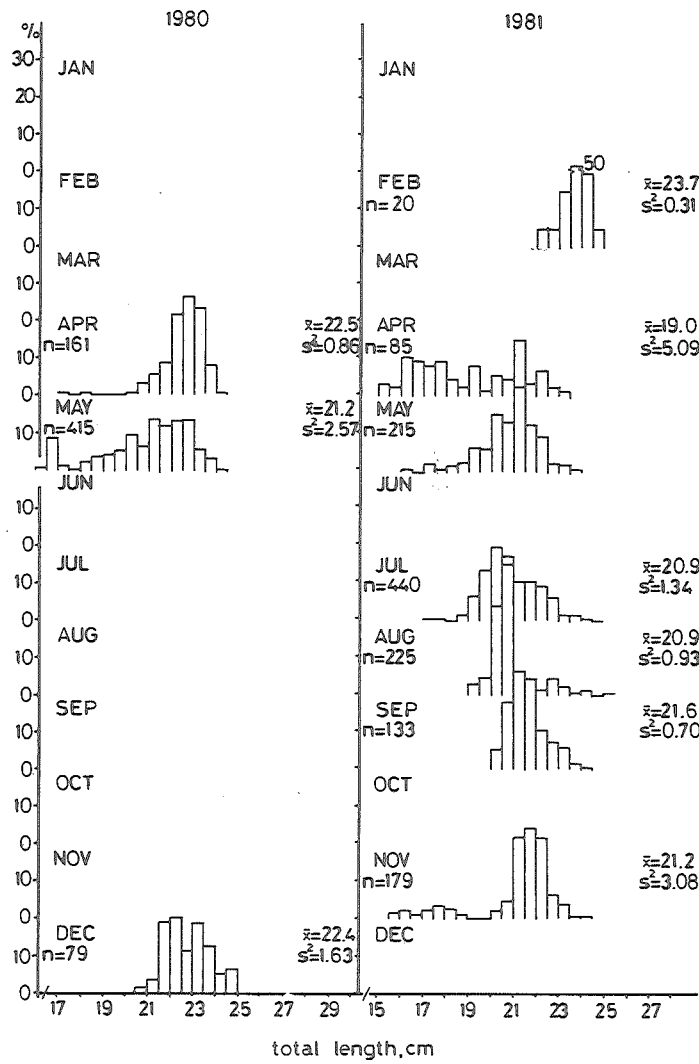 1980
1981
%
30
20
10
0
10
0
10
0
10
0
10
10
0
10
0
10
0
10
0
10
0
10
0
10
0
JAN
FEB
MAR
APR
n=161
x̄=22.5
s²=0.86
MAY
n=415
x̄=21.2
s²=2.57
JUN
JUL
AUG
SEP
OCT
NOV
DEC
n=79
x̄=22.4
s²=1.63
JAN
FEB
n=20
50
x̄=23.7
s²=0.31
MAR
APR
n=85
x̄=19.0
s²=5.09
MAY
n=215
JUN
JUL
n=440
x̄=20.9
s²=1.34
AUG
n=225
x̄=20.9
s²=0.93
SEP
n=133
x̄=21.6
s²=0.70
OCT
NOV
n=179
x̄=21.2
s²=3.08
DEC
17 19 21 23 25 27 29 15 17 19 21 23 25 27
total length, cm